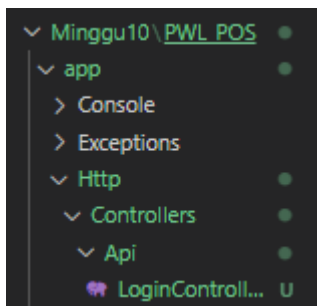 Minggu10\PWL_POS
app
Console
Exceptions
Http
Controllers
Api
LoginControll... U